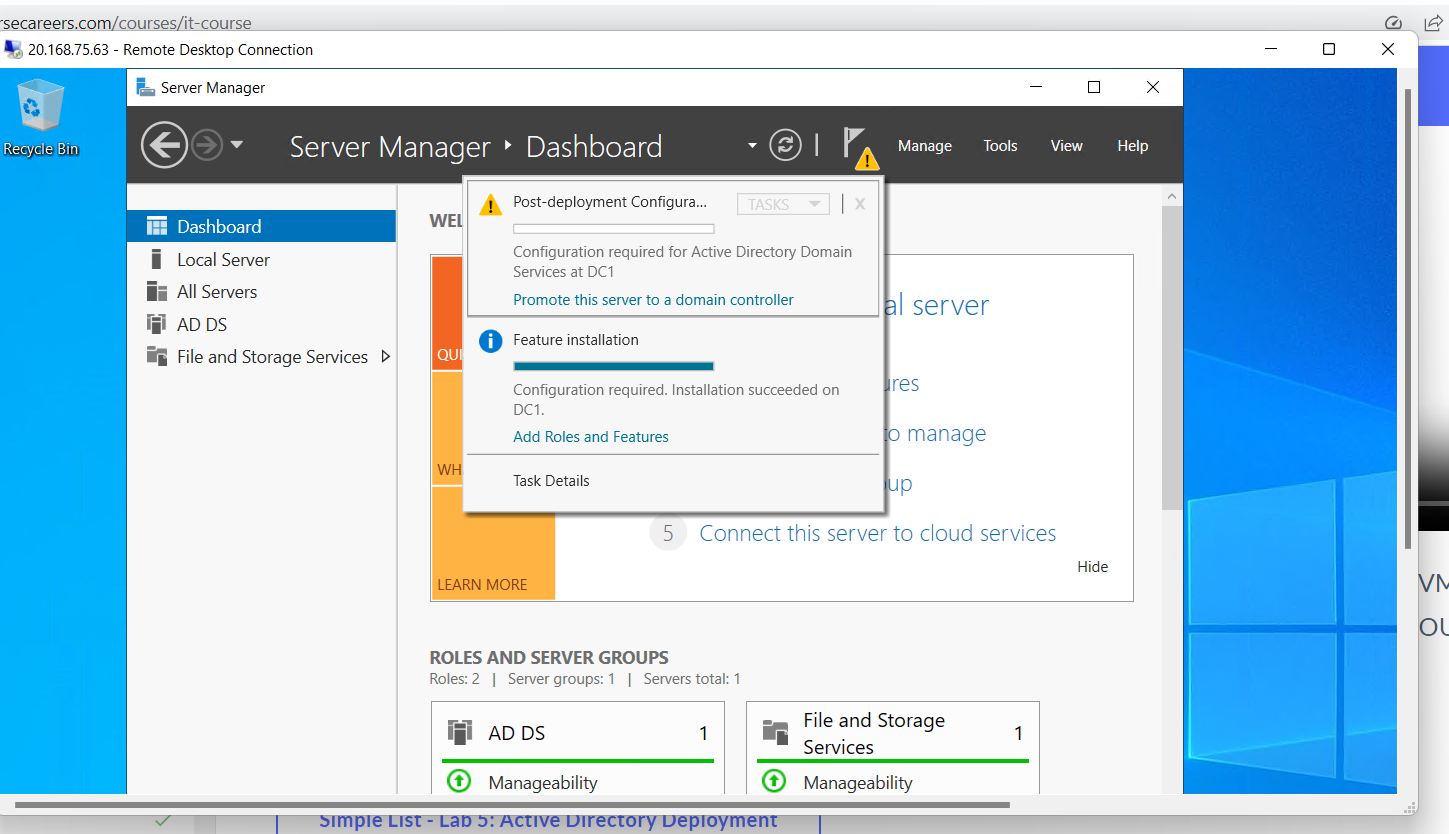 rsecareers.com/courses/it-course
20.168.75.63 - Remote Desktop Connection
Recycle Bin
Server Manager
Server Manager Dashboard
Manage Tools View Help
Dashboard
Local Server
All Servers
AD DS
File and Storage Services
WEL
Post-deployment Configura...
TASKS
X
Configuration required for Active Directory Domain
Services at DC1
Promote this server to a domain controller
Feature installation
Configuration required. Installation succeeded on
DC1.
Add Roles and Features
Task Details
QUI
WH
LEARN MORE
al server
ures
to manage
up
5 Connect this server to cloud services
Hide
ROLES AND SERVER GROUPS
Roles: 2 | Server groups: 1 | Servers total: 1
AD DS 1
Manageability
File and Storage
Services 1
Manageability
VM
OU
Simple List - Lab 5: Active Directory Deployment